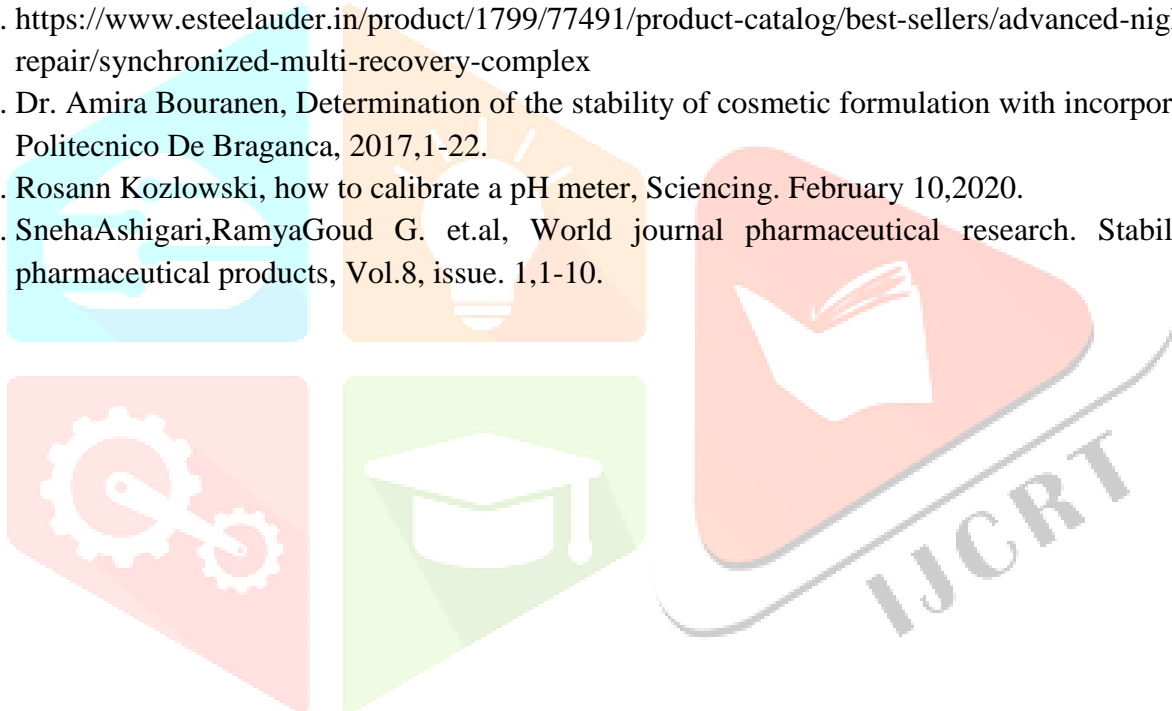 . https://www.esteelauder.in/product/1799/77491/product-catalog/best-sellers/advanced-nig
repair/synchronized-multi-recovery-complex
. Dr. Amira Bouranen, Determination of the stability of cosmetic formulation with incorpor
Politecnico De Braganca, 2017,1-22.
. Rosann Kozlowski, how to calibrate a pH meter, Sciencing. February 10,2020.
. SnehaAshigari,RamyaGoud G. et.al, World journal pharmaceutical research. Stabil
pharmaceutical products, Vol.8, issue. 1,1-10.
IJCRT